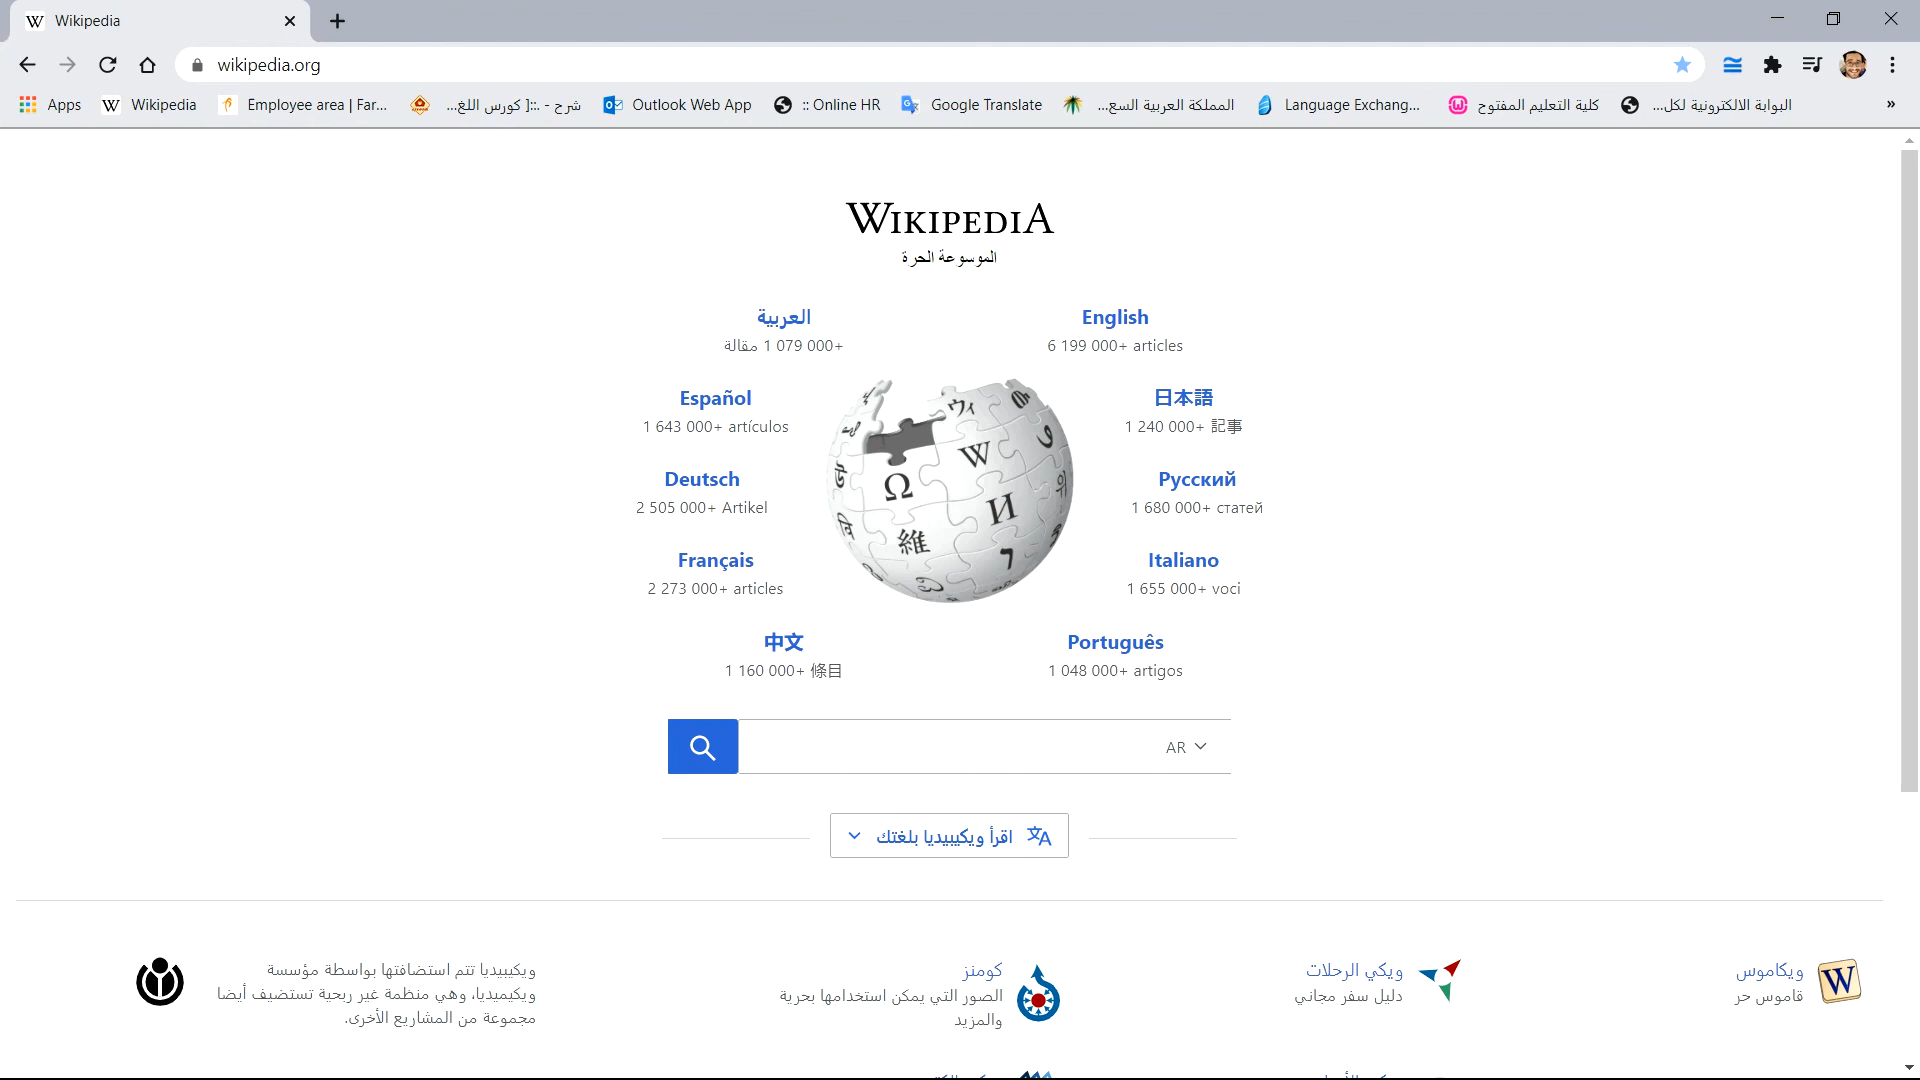 Wikipedia
wikipedia.org
Apps
Wikipedia
Employee area | Far...
شرح - .::[ كورس اللغ...
Outlook Web App
:: Online HR
Google Translate
المملكة العربية السع...
Language Exchang...
كلية التعليم المفتوح
البوابة الالكترونية لكل...
»
WIKIPEDIA
الموسوعة الحرة
العربية
1 079 000+ مقالة
English
6 199 000+ articles
Español
1 643 000+ artículos
日本語
1 240 000+ 記事
Deutsch
2 505 000+ Artikel
Русский
1 680 000+ статей
Français
2 273 000+ articles
Italiano
1 655 000+ voci
中文
1 160 000+ 條目
Português
1 048 000+ artigos
AR
اقرأ ويكيبيديا بلغتك
ويكاموس
قاموس حر
ويكي الرحلات
دليل سفر مجاني
كومنز
الصور التي يمكن استخدامها بحرية
والمزيد
ويكيبيديا تتم استضافتها بواسطة مؤسسة
ويكيميديا، وهي منظمة غير ربحية تستضيف أيضا
مجموعة من المشاريع الأخرى.